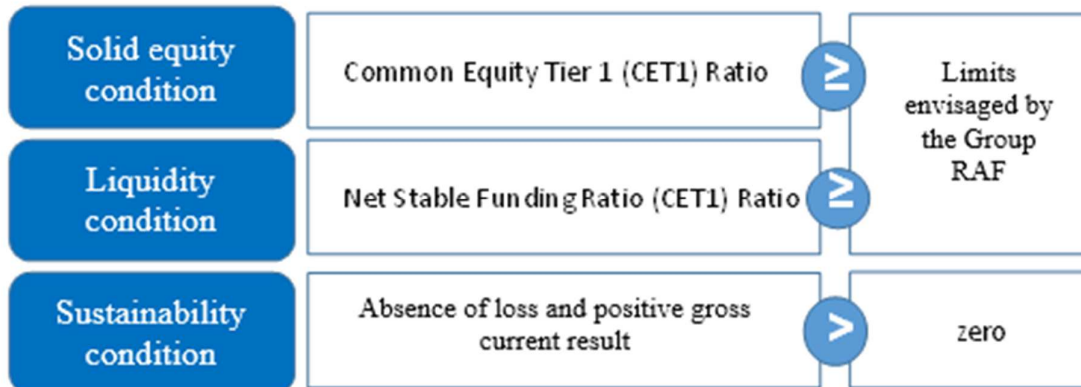 Solid equity
condition
Common Equity Tier 1 (CET1) Ratio
≥
Limits
envisaged by
the Group
RAF
Liquidity
condition
Net Stable Funding Ratio (CET1) Ratio
≥
Sustainability
condition
Absence of loss and positive gross
current result
>
zero